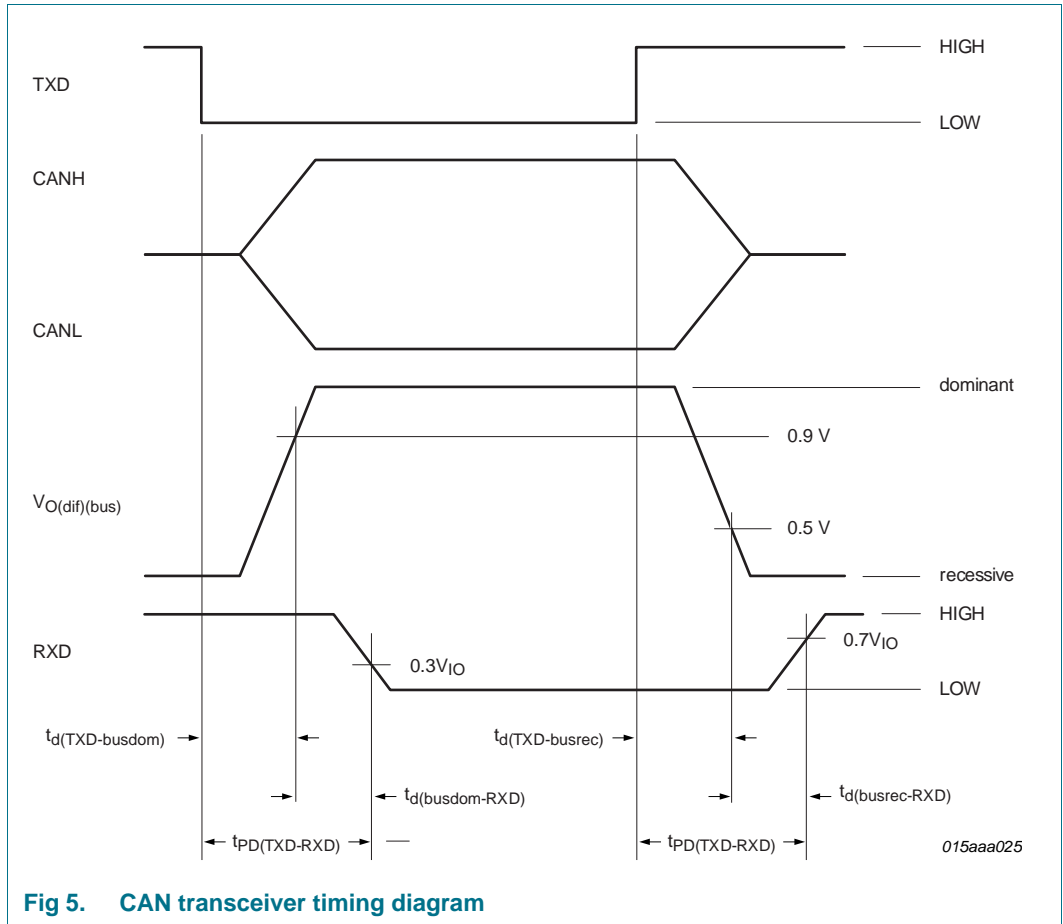 HIGH
TXD
LOW
CANH
CANL
dominant
0.9 V
VO(dif)(bus)
0.5 V
recessive
HIGH
RXD
0.7VIO
0.3VIO
LOW
td(TXD-busdom)
td(TXD-busrec)
td(busdom-RXD)
td(busrec-RXD)
tPD(TXD-RXD)
tPD(TXD-RXD)
015aaa025
Fig 5. CAN transceiver timing diagram